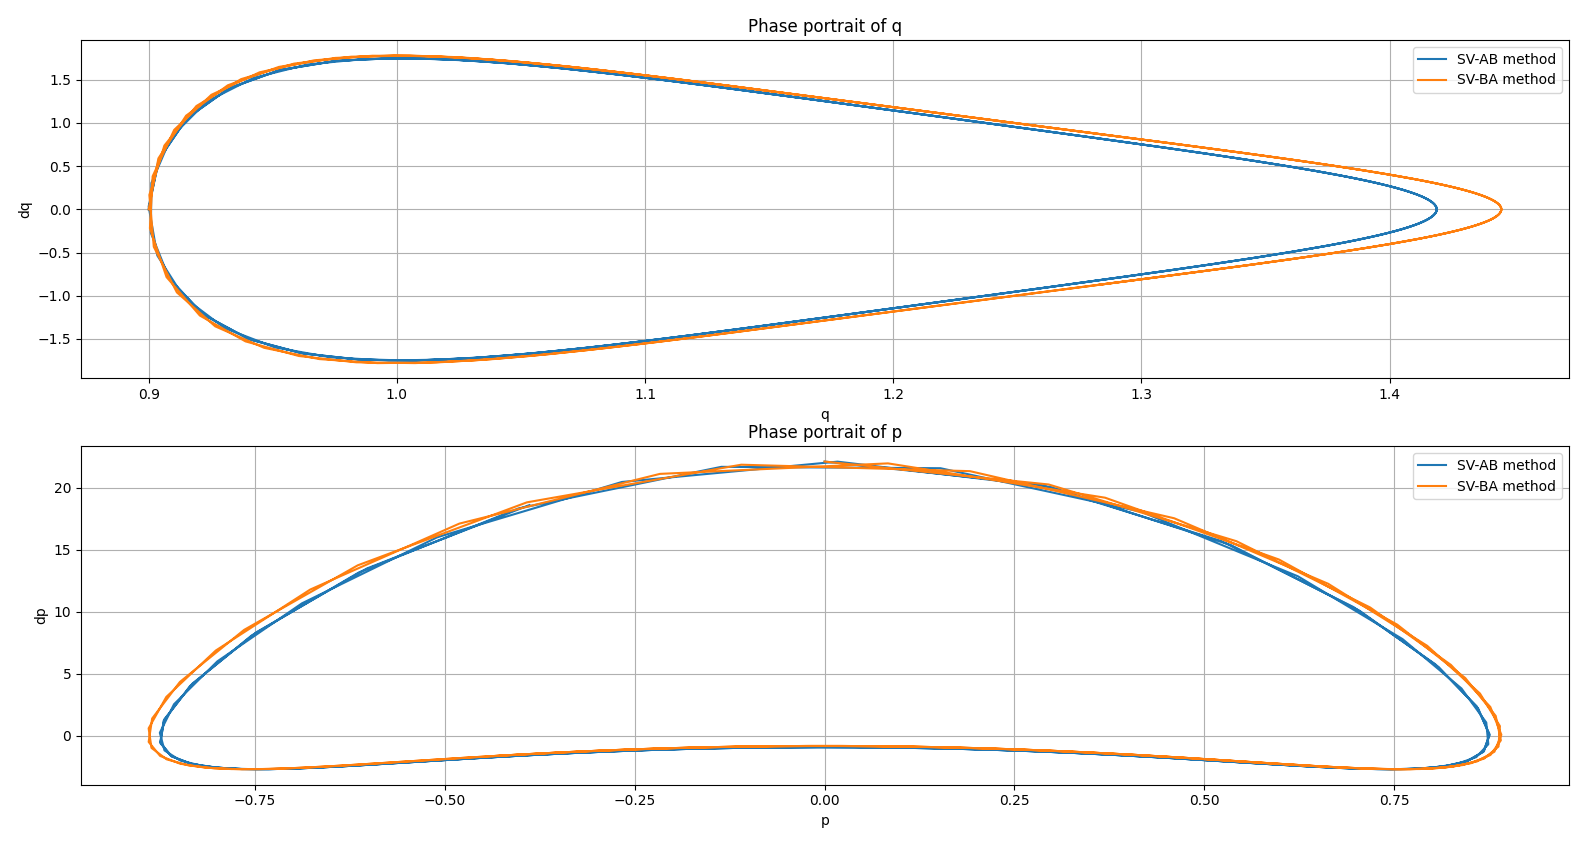 Phase portrait of q
SV-AB method
SV-BA method
dq
1.5
1.0
0.5
0.0
−0.5
−1.0
−1.5
0.9 1.0 1.1 1.2 1.3 1.4
q
Phase portrait of p
SV-AB method
SV-BA method
dp
20
15
10
5
0
−0.75 −0.50 −0.25 0.00 0.25 0.50 0.75
p